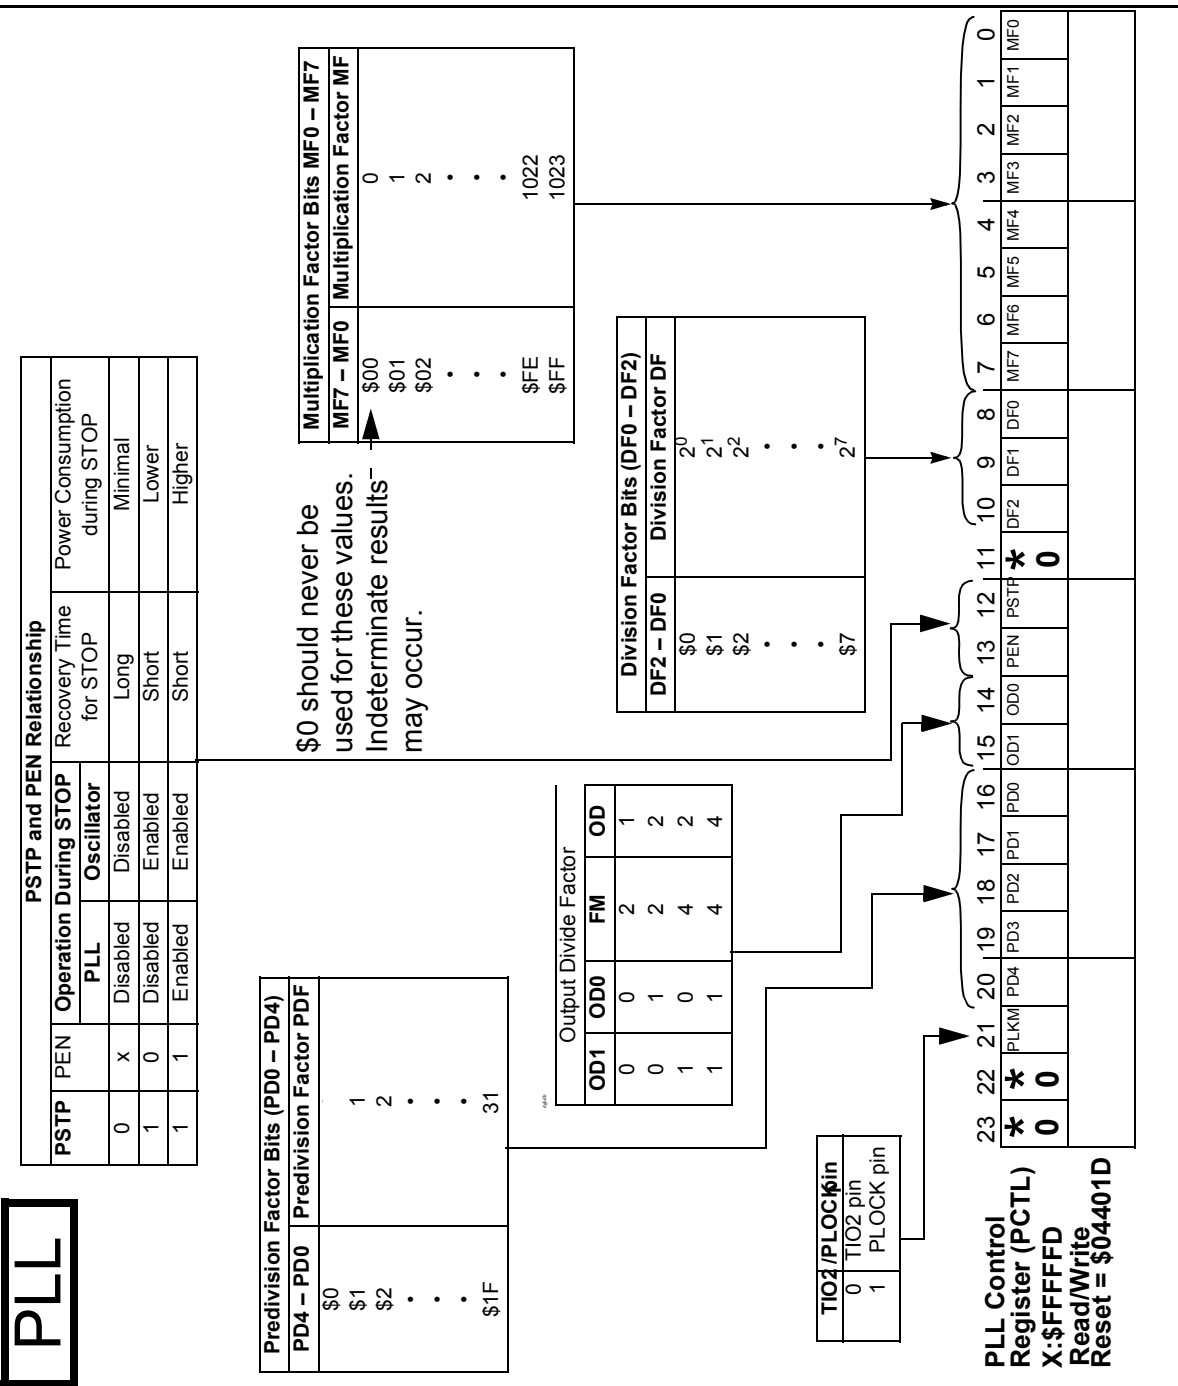 PLL
PSTP and PEN Relationship
PSTP PEN Operation During STOP Recovery Time for STOP Power Consumption during STOP
PLL Oscillator
0 x Disabled Disabled Long Minimal
1 0 Disabled Enabled Short Lower
1 1 Enabled Enabled Short Higher
Predivision Factor Bits (PD0 – PD4)
PD4 – PD0 Predivision Factor PDF
$0
$1 1
$2 2
• •
• •
• •
$1F 31
$0 should never be
used for these values.
Indeterminate results
may occur.
Multiplication Factor Bits MF0 – MF7
MF7 – MF0 Multiplication Factor MF
$00 0
$01 1
$02 2
• •
• •
• •
$FE 1022
$FF 1023
Output Divide Factor
OD1 OD0 FM OD
0 0 2 1
0 1 2 2
1 0 4 2
1 1 4 4
Division Factor Bits (DF0 – DF2)
DF2 – DF0 Division Factor DF
$0 2⁰
$1 2¹
$2 2²
• •
• •
• •
$7 2⁷
TIO2/PLOCKpin
0 TIO2 pin
1 PLOCK pin
23 22 21 20 19 18 17 16 15 14 13 12 11 10 9 8 7 6 5 4 3 2 1 0
* * PLKM PD4 PD3 PD2 PD1 PD0 OD1 OD0 PEN PSTP * DF2 DF1 DF0 MF7 MF6 MF5 MF4 MF3 MF2 MF1 MF0
0 0 0
PLL Control
Register (PCTL)
X:$FFFFFD
Read/Write
Reset = $04401D